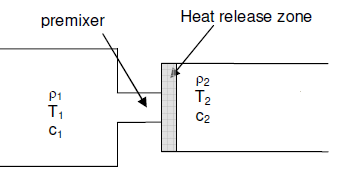 premixer
Heat release zone
ρ1
T1
c1
ρ2
T2
c2